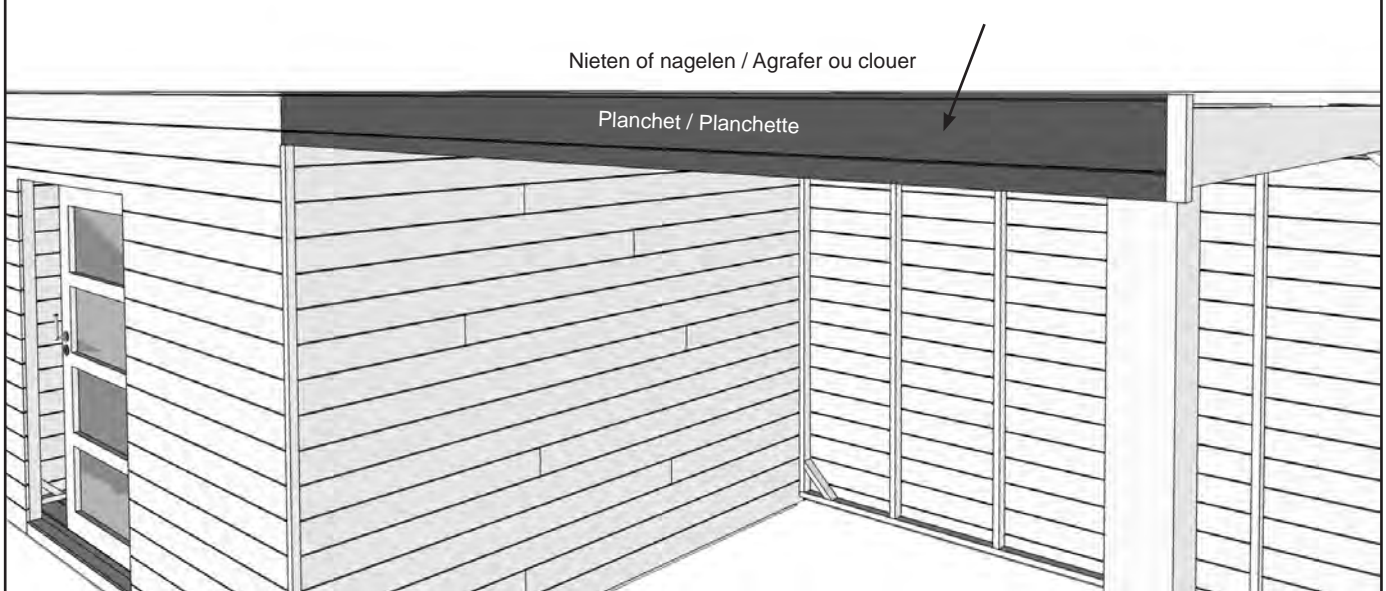 Nieten of nagelen / Agrafer ou clouer
Planchet / Planchette